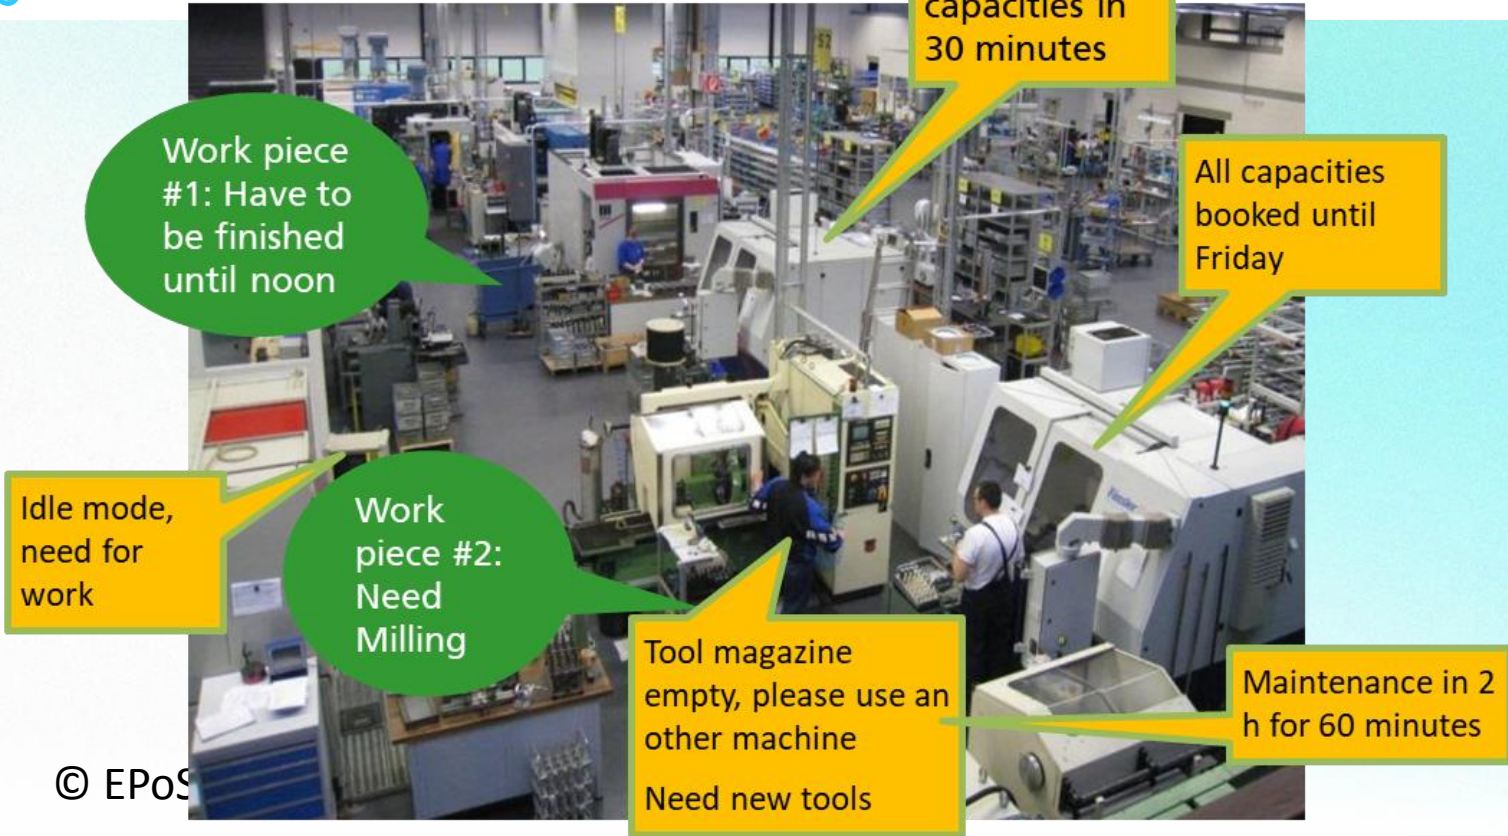 capacities in
30 minutes
Work piece
#1: Have to
be finished
until noon
All capacities
booked until
Friday
Idle mode,
need for
work
Work
piece #2:
Need
Milling
Tool magazine
empty, please use an
other machine
Need new tools
Maintenance in 2
h for 60 minutes
© EPoS